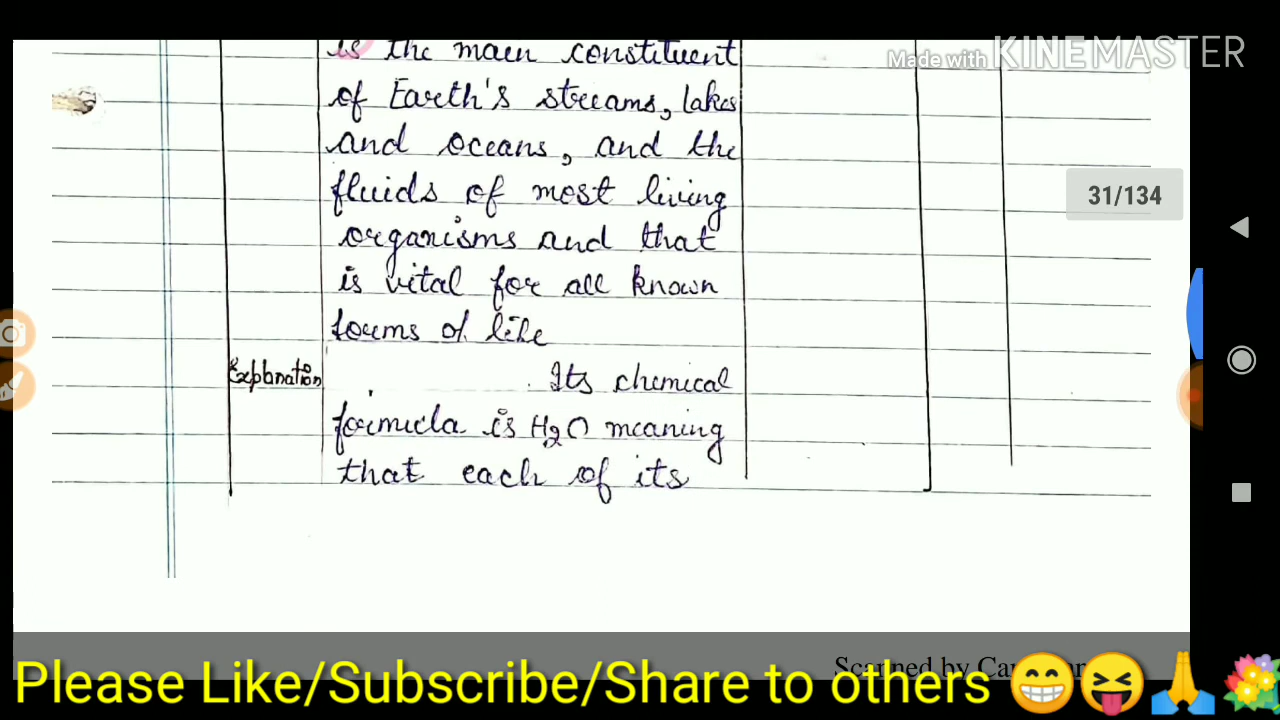 is the main constituent
Made with KINEMASTER
of Earth's streams, lakes
and oceans, and the
31/134
fluids of most living
organisms and that
is vital for all known
forms of life
Explanation
Its chemical
formula is H2O meaning
that each of its
Scanned by
Please Like/Subscribe/Share to others 😁😝🙏💐